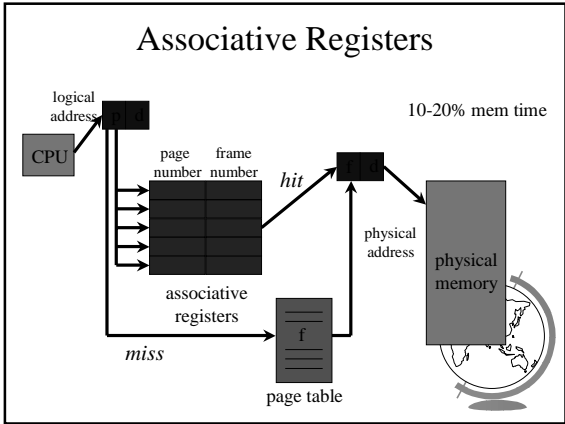 Associative Registers
logical
address
p d
10-20% mem time
CPU
page
number
frame
number
hit
f d
physical
address
physical
memory
associative
registers
miss
f
page table